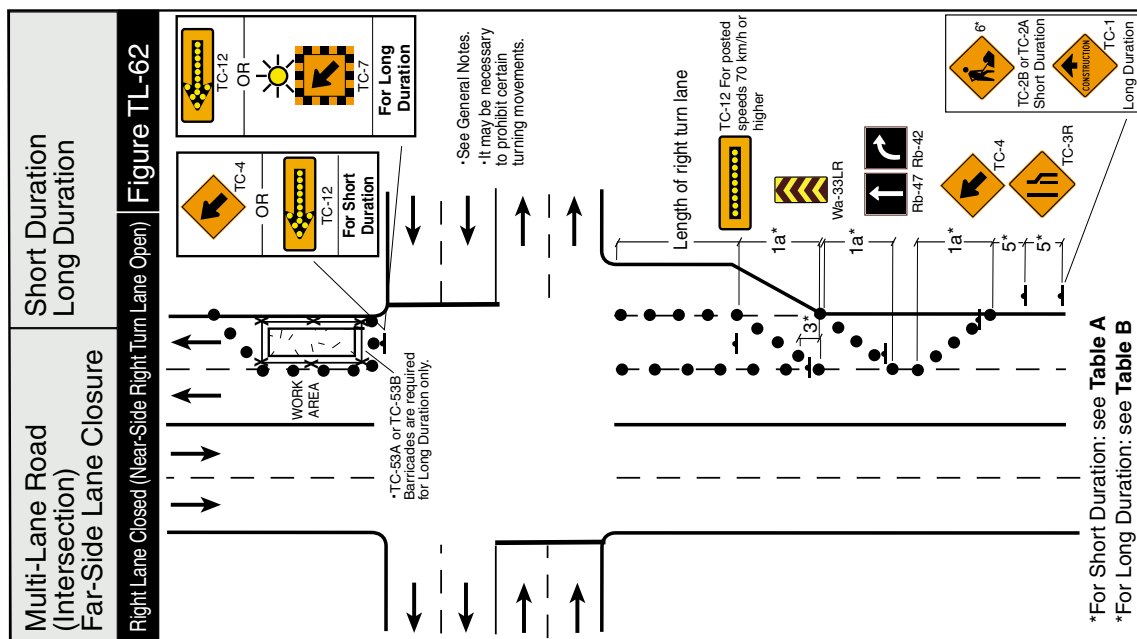 Multi-Lane Road
(Intersection)
Far-Side Lane Closure
Short Duration
Long Duration
Right Lane Closed (Near-Side Right Turn Lane Open)
Figure TL-62
TC-12
OR
TC-7
For Long
Duration
TC-4
OR
TC-12
For Short
Duration
•See General Notes.
•It may be necessary
to prohibit certain
turning movements.
WORK
AREA
•TC-53A or TC-53B
Barricades are required
for Long Duration only.
Length of right turn lane
1a*
1a*
3*
1a*
5*
5*
TC-12 For posted
speeds 70 km/h or
higher
Wa-33LR
Rb-47
Rb-42
TC-4
TC-3R
6*
TC-2B or TC-2A
Short Duration
CONSTRUCTION
TC-1
Long Duration
*For Short Duration: see Table A
*For Long Duration: see Table B